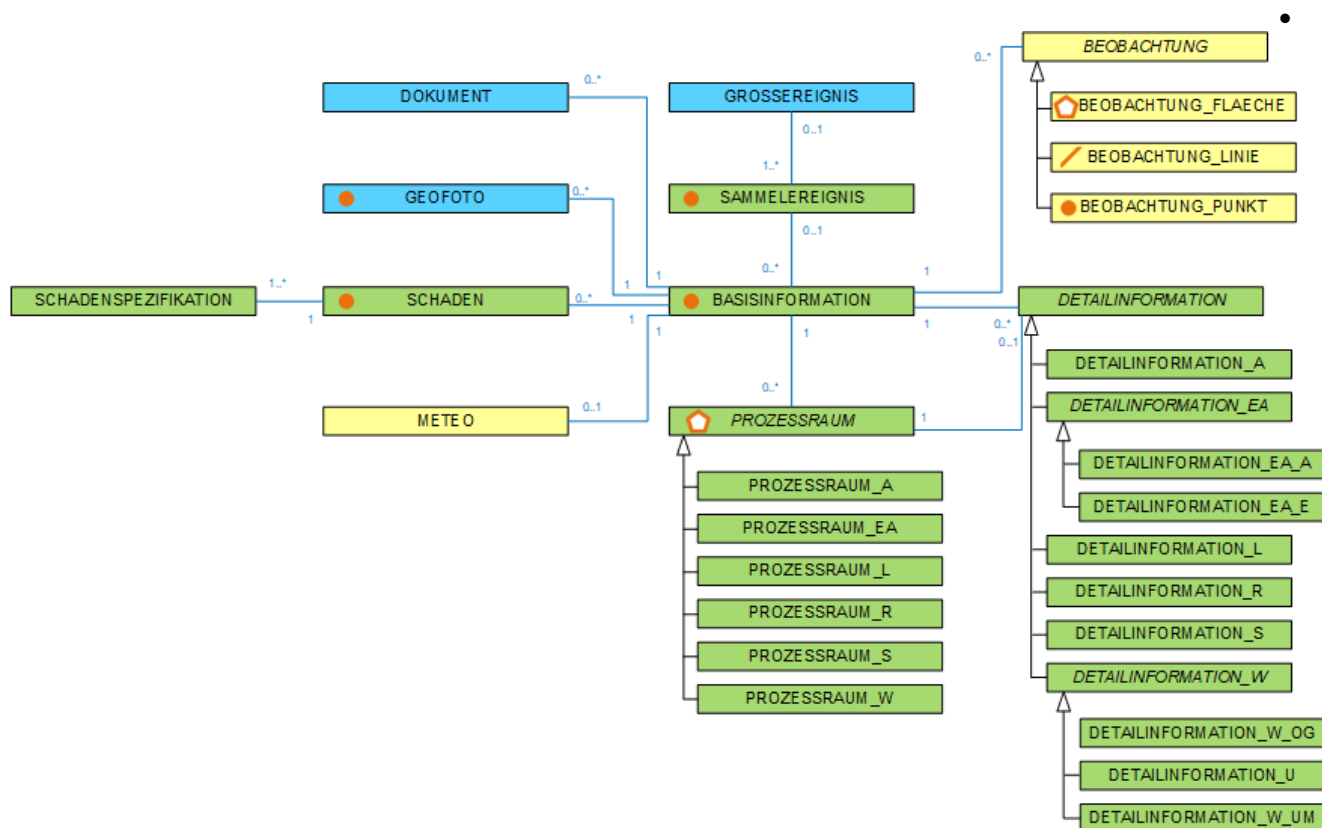 BEOBACHTUNG
0..*
0..*
DOKUMENT
GROSSEREIGNIS
BEOBACHTUNG_FLAECHE
0..1
BEOBACHTUNG_LINIE
1..*
0..*
GEOFOTO
SAMMELEREIGNIS
BEOBACHTUNG_PUNKT
0..1
0..*
1
1
1
1..*
SCHADENSPEZIFIKATION
SCHADEN
0..*
BASISINFORMATION
DETAILINFORMATION
1
1
1
1
1
0..*
0..1
DETAILINFORMATION_A
0..*
0..1
DETAILINFORMATION_EA
METEO
PROZESSRAUM
1
DETAILINFORMATION_EA_A
PROZESSRAUM_A
DETAILINFORMATION_EA_E
PROZESSRAUM_EA
DETAILINFORMATION_L
PROZESSRAUM_L
DETAILINFORMATION_R
PROZESSRAUM_R
DETAILINFORMATION_S
PROZESSRAUM_S
DETAILINFORMATION_W
PROZESSRAUM_W
DETAILINFORMATION_W_OG
DETAILINFORMATION_U
DETAILINFORMATION_W_UM